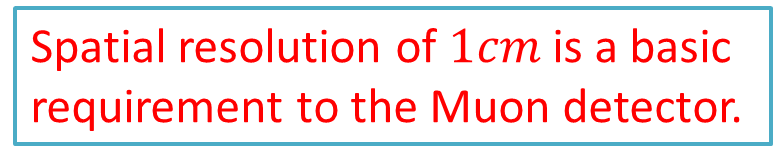 Spatial resolution of 1cm is a basic
requirement to the Muon detector.